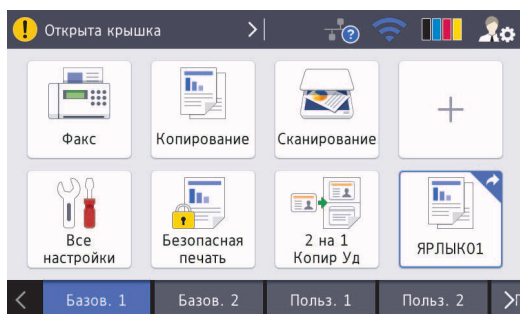 Открыта крышка
Факс
Копирование
Сканирование
Все
настройки
Безопасная
печать
2 на 1
Копир Уд
ЯРЛЫК01
Базов. 1
Базов. 2
Польз. 1
Польз. 2